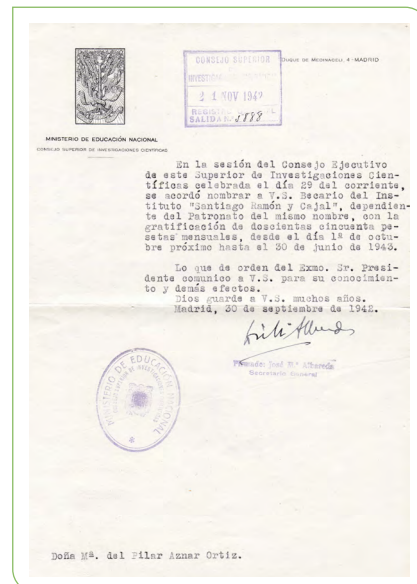 MINISTERIO DE EDUCACIÓN NACIONAL
CONSEJO SUPERIOR DE INVESTIGACIONES CIENTÍFICAS
DUQUE DE MEDINACELI, 4 - MADRID
CONSEJO SUPERIOR
NOV
SALIDA
En la sesión del Consejo Ejecutivo
de este Superior de Investigaciones Cien-
tíficas celebrada el día 29 del corriente,
se acordó nombrar a V.S. Becario del Ins-
tituto "Santiago Ramón y Cajal", dependien-
te del Patronato del mismo nombre, con la
gratificación de doscientas cincuenta pe-
setas mensuales, desde el día 1º de octu-
bre próximo hasta el 30 de junio de 1943.
Lo que de orden del Exmo. Sr. Presi-
dente comunico a V.S. para su conocimien-
to y demás efectos.
Dios guarde a V.S. muchos años.
Madrid, 30 de septiembre de 1942.
Firmado: José Mª Albareda
Secretario General
MINISTERIO DE EDUCACIÓN NACIONAL
Doña Mª. del Pilar Aznar Ortiz.